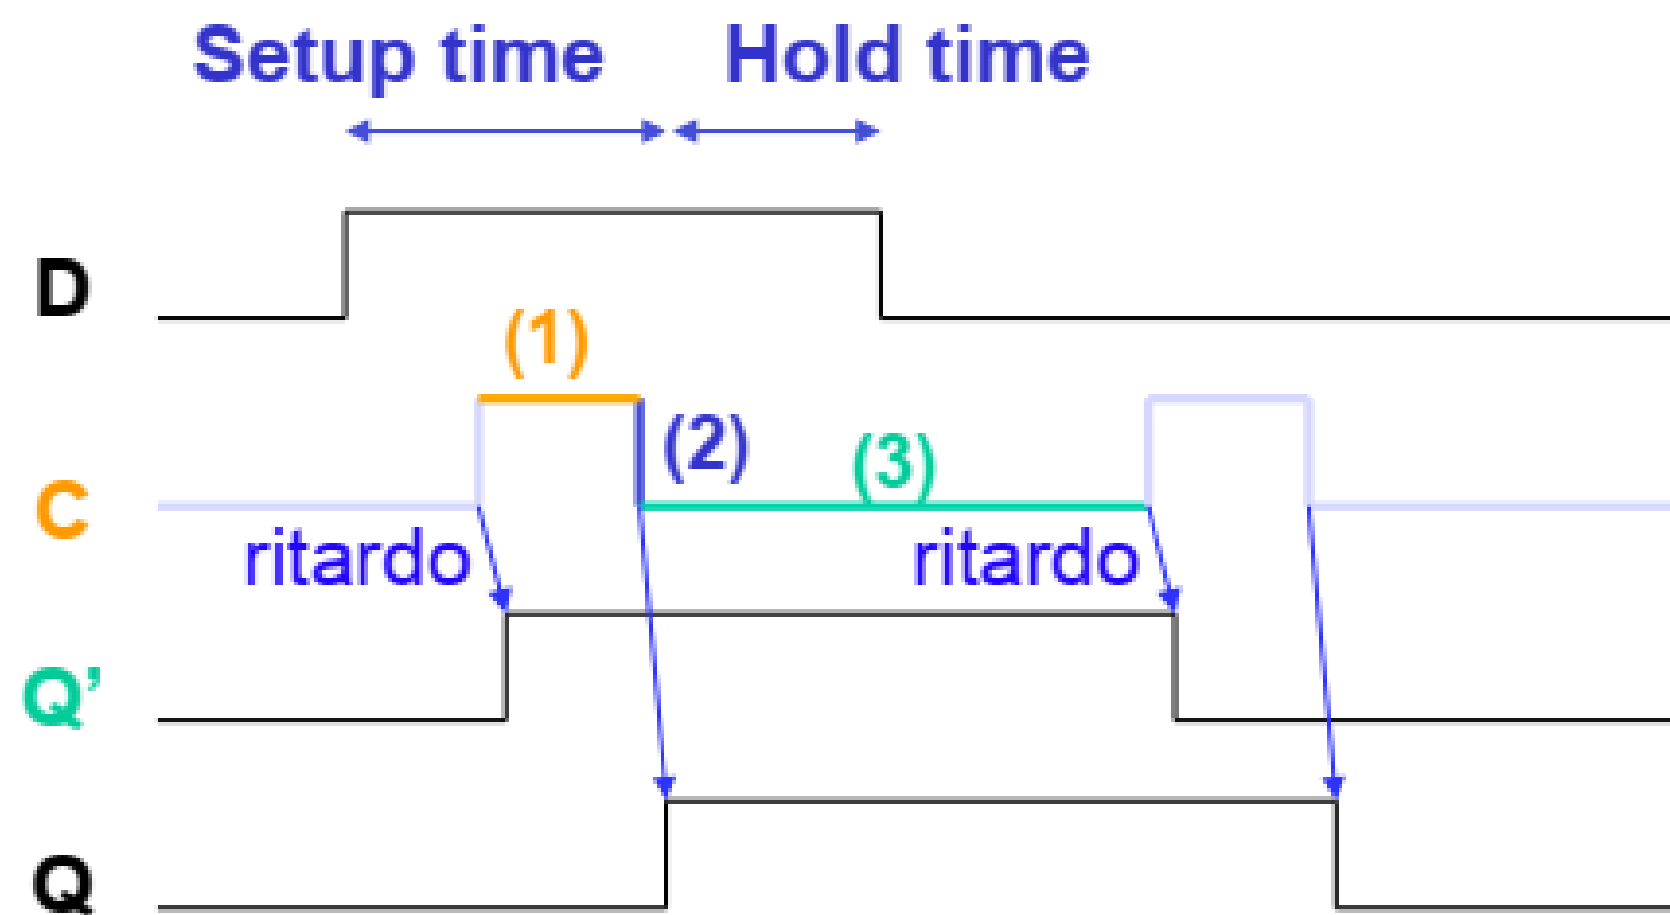 Setup time Hold time
D
(1)
(2)
(3)
C
ritardo ritardo
Q’
Q